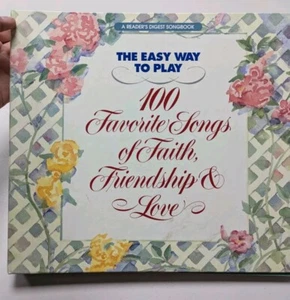 A READER'S DIGEST SONGBOOK
THE EASY WAY
TO PLAY
100
Favorite Songs
of Faith,
Friendship &
Love